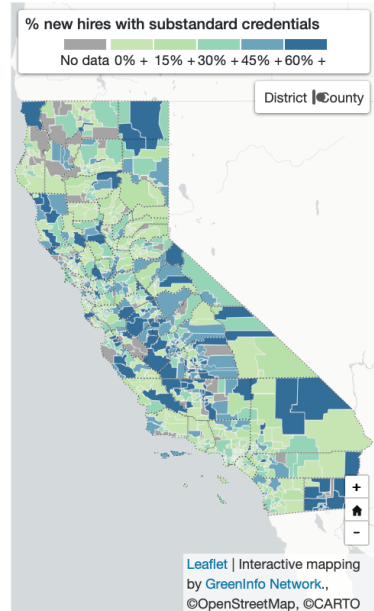 % new hires with substandard credentials
No data 0% + 15% + 30% + 45% + 60% +
District County
+
-
Leaflet | Interactive mapping
by GreenInfo Network.,
©OpenStreetMap, ©CARTO